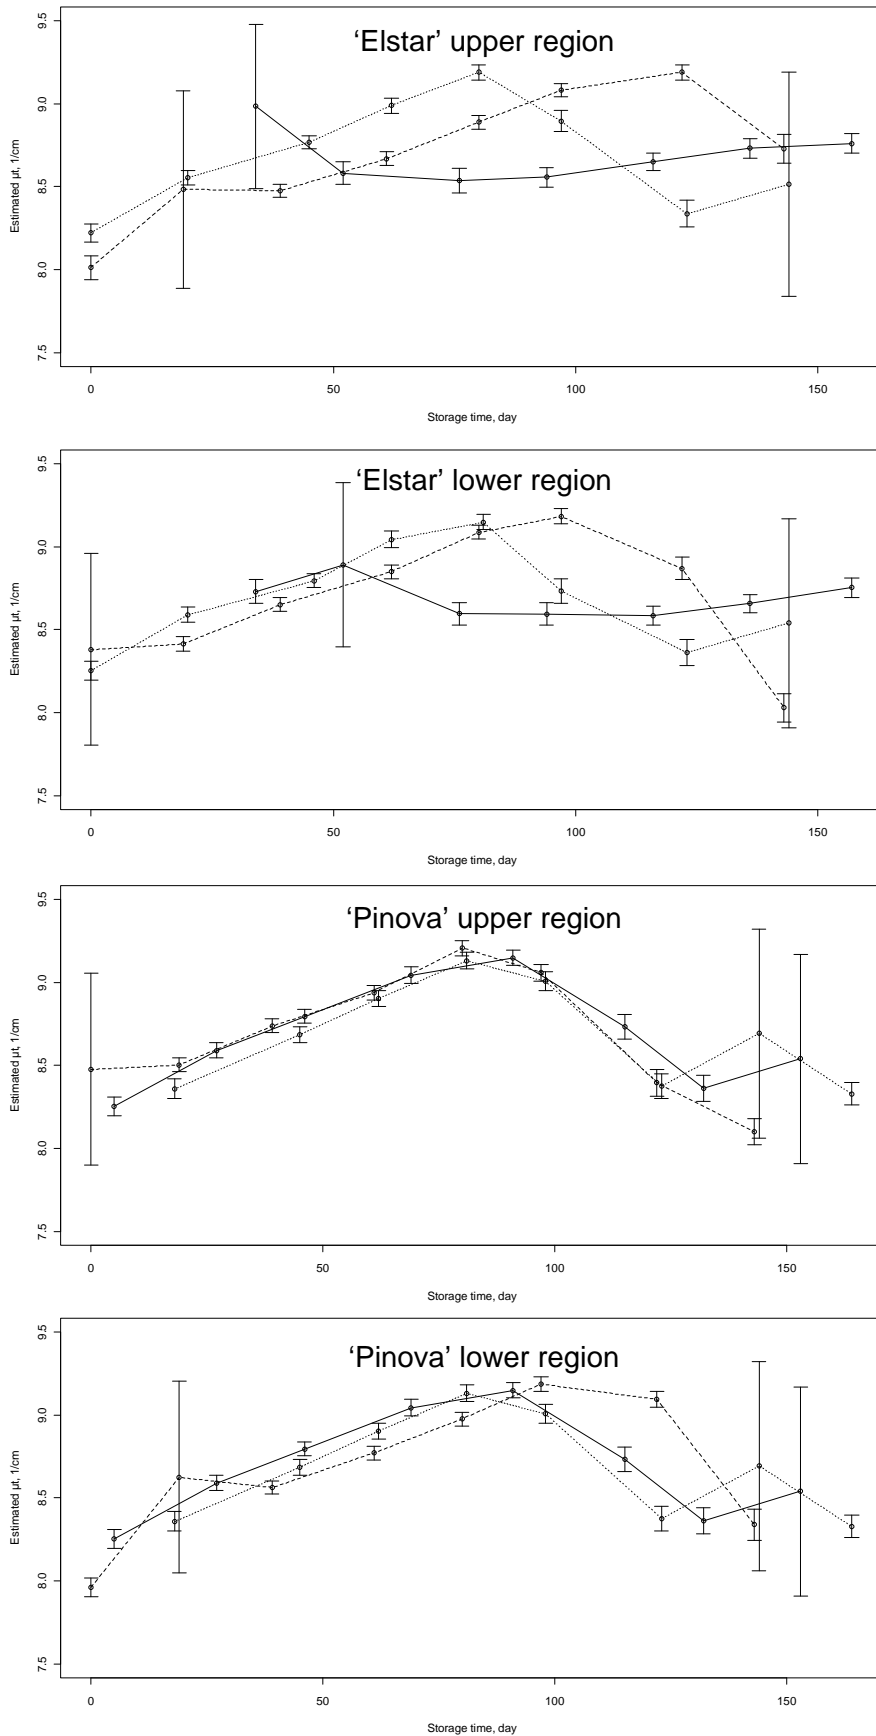 ‘Elstar’ upper region
9.5
9.0
8.5
8.0
7.5
Estimated µt, 1/cm
0 50 100 150
Storage time, day
‘Elstar’ lower region
9.5
9.0
8.5
8.0
7.5
Estimated µt, 1/cm
0 50 100 150
Storage time, day
‘Pinova’ upper region
9.5
9.0
8.5
8.0
7.5
Estimated µt, 1/cm
0 50 100 150
Storage time, day
‘Pinova’ lower region
9.5
9.0
8.5
8.0
7.5
Estimated µt, 1/cm
0 50 100 150
Storage time, day